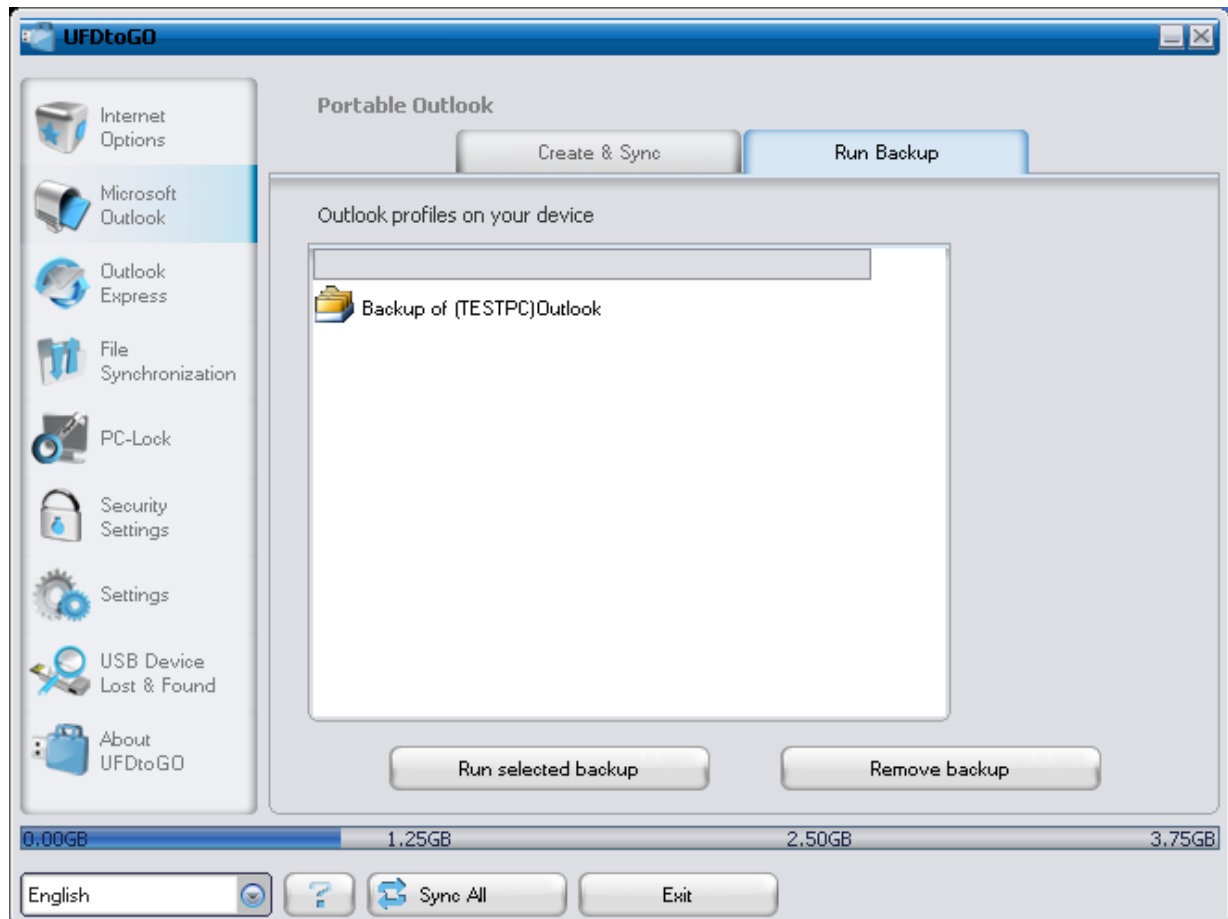 UFDtoGO
Internet
Options
Microsoft
Outlook
Outlook
Express
File
Synchronization
PC-Lock
Security
Settings
Settings
USB Device
Lost & Found
About
UFDtoGO
Portable Outlook
Create & Sync
Run Backup
Outlook profiles on your device
Backup of (TESTPC)Outlook
Run selected backup
Remove backup
0.00GB
1.25GB
2.50GB
3.75GB
English
?
Sync All
Exit